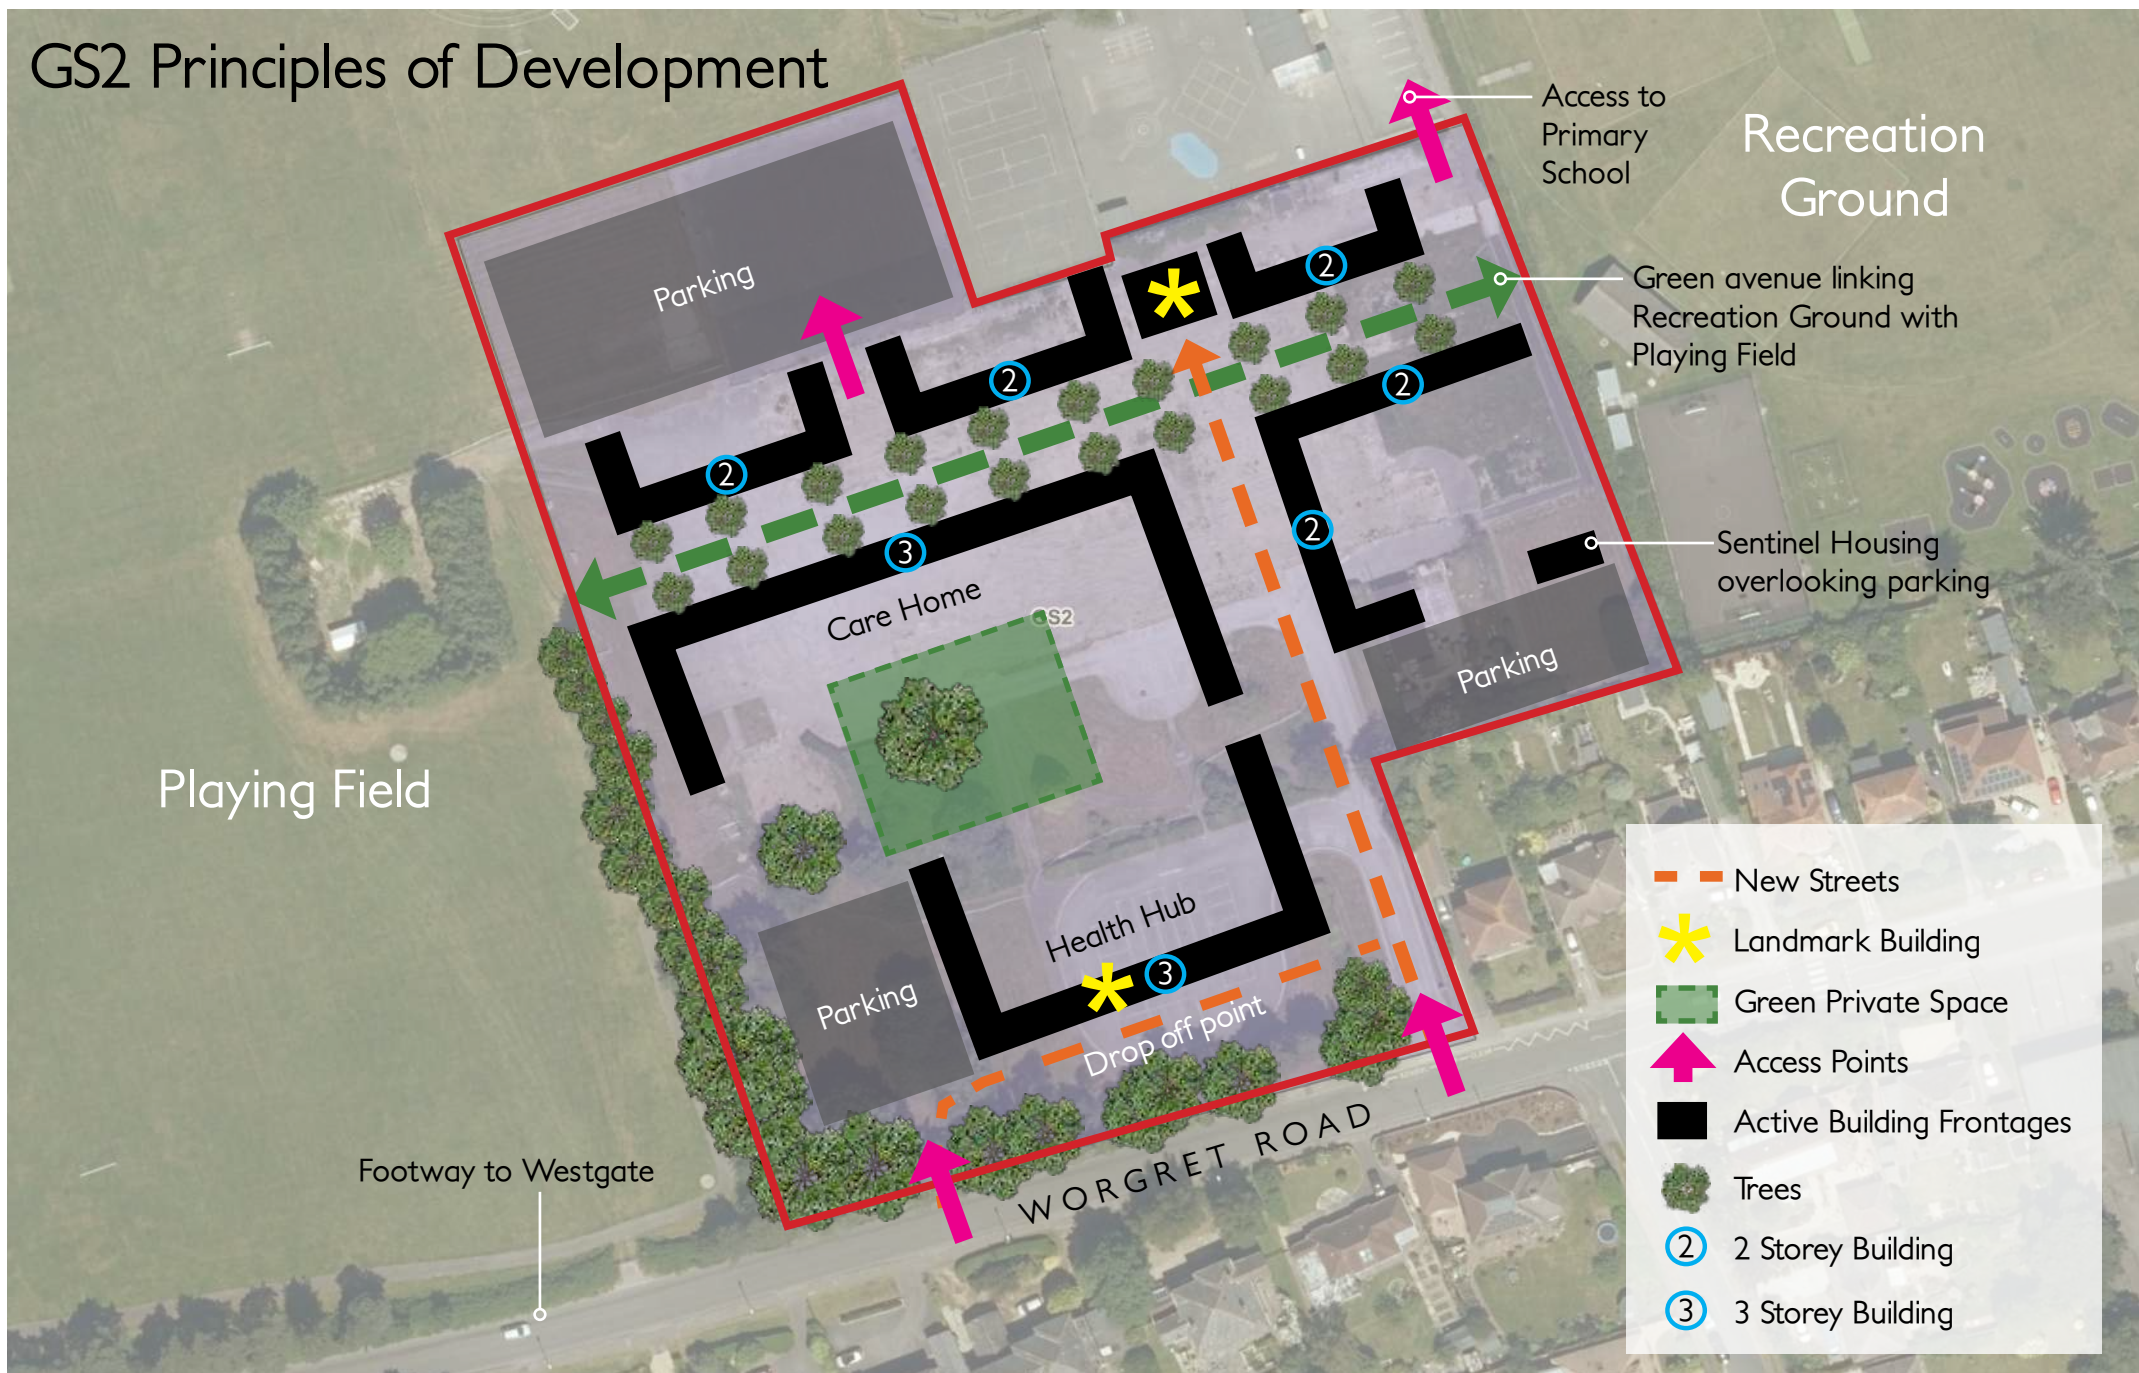 GS2 Principles of Development
Access to
Primary
School
Recreation
Ground
Green avenue linking
Recreation Ground with
Playing Field
Parking
2
2
2
2
2
3
Sentinel Housing
overlooking parking
Care Home
GS2
Parking
Playing Field
Health Hub
3
Parking
Drop off point
WORGRET ROAD
Footway to Westgate
New Streets
Landmark Building
Green Private Space
Access Points
Active Building Frontages
Trees
2 2 Storey Building
3 3 Storey Building